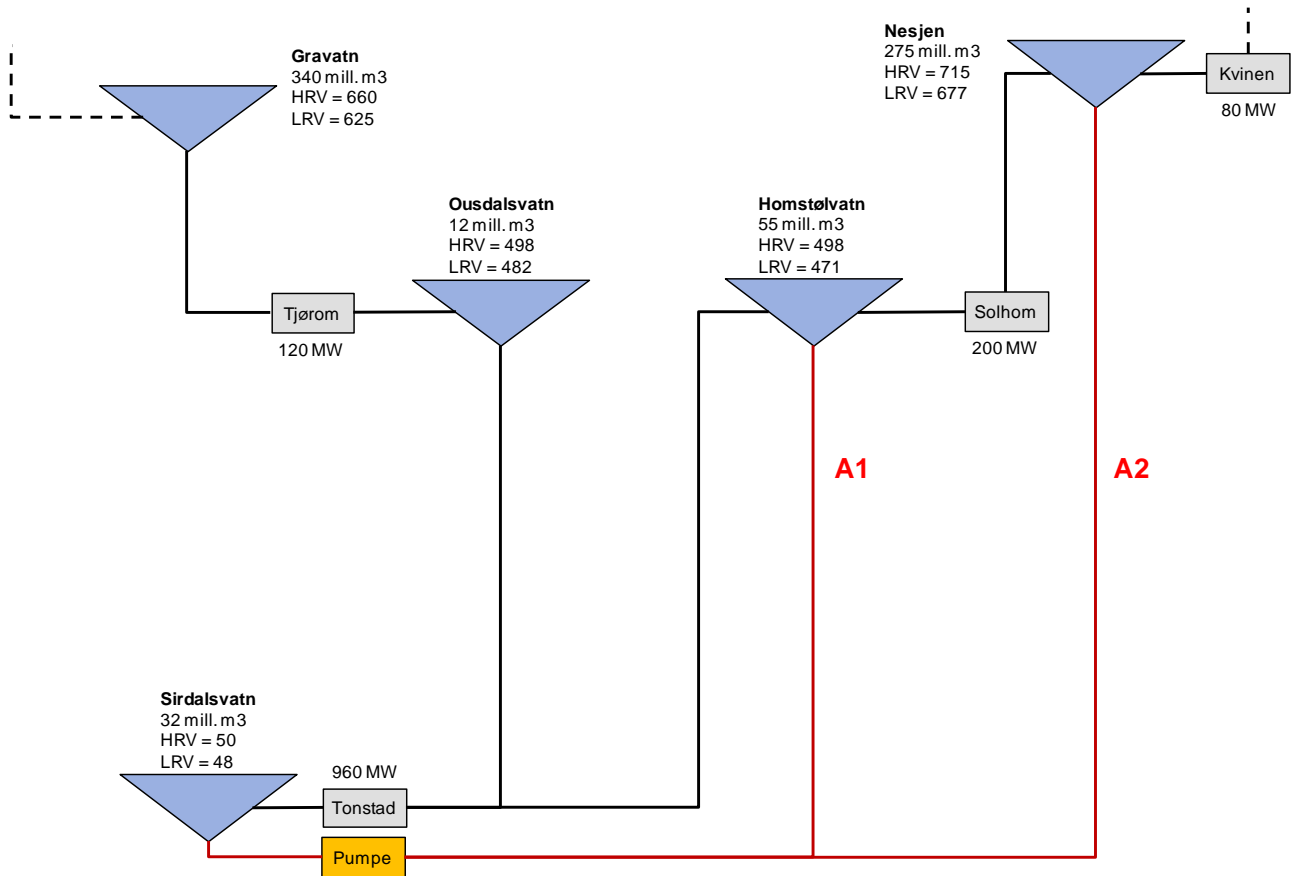 Gravatn
340 mill. m3
HRV = 660
LRV = 625
Nesjen
275 mill. m3
HRV = 715
LRV = 677
Kvinen
80 MW
Ousdalsvatn
12 mill. m3
HRV = 498
LRV = 482
Homstølvatn
55 mill. m3
HRV = 498
LRV = 471
Tjørom
120 MW
Solhom
200 MW
A1
A2
Sirdalsvatn
32 mill. m3
HRV = 50
LRV = 48
960 MW
Tonstad
Pumpe